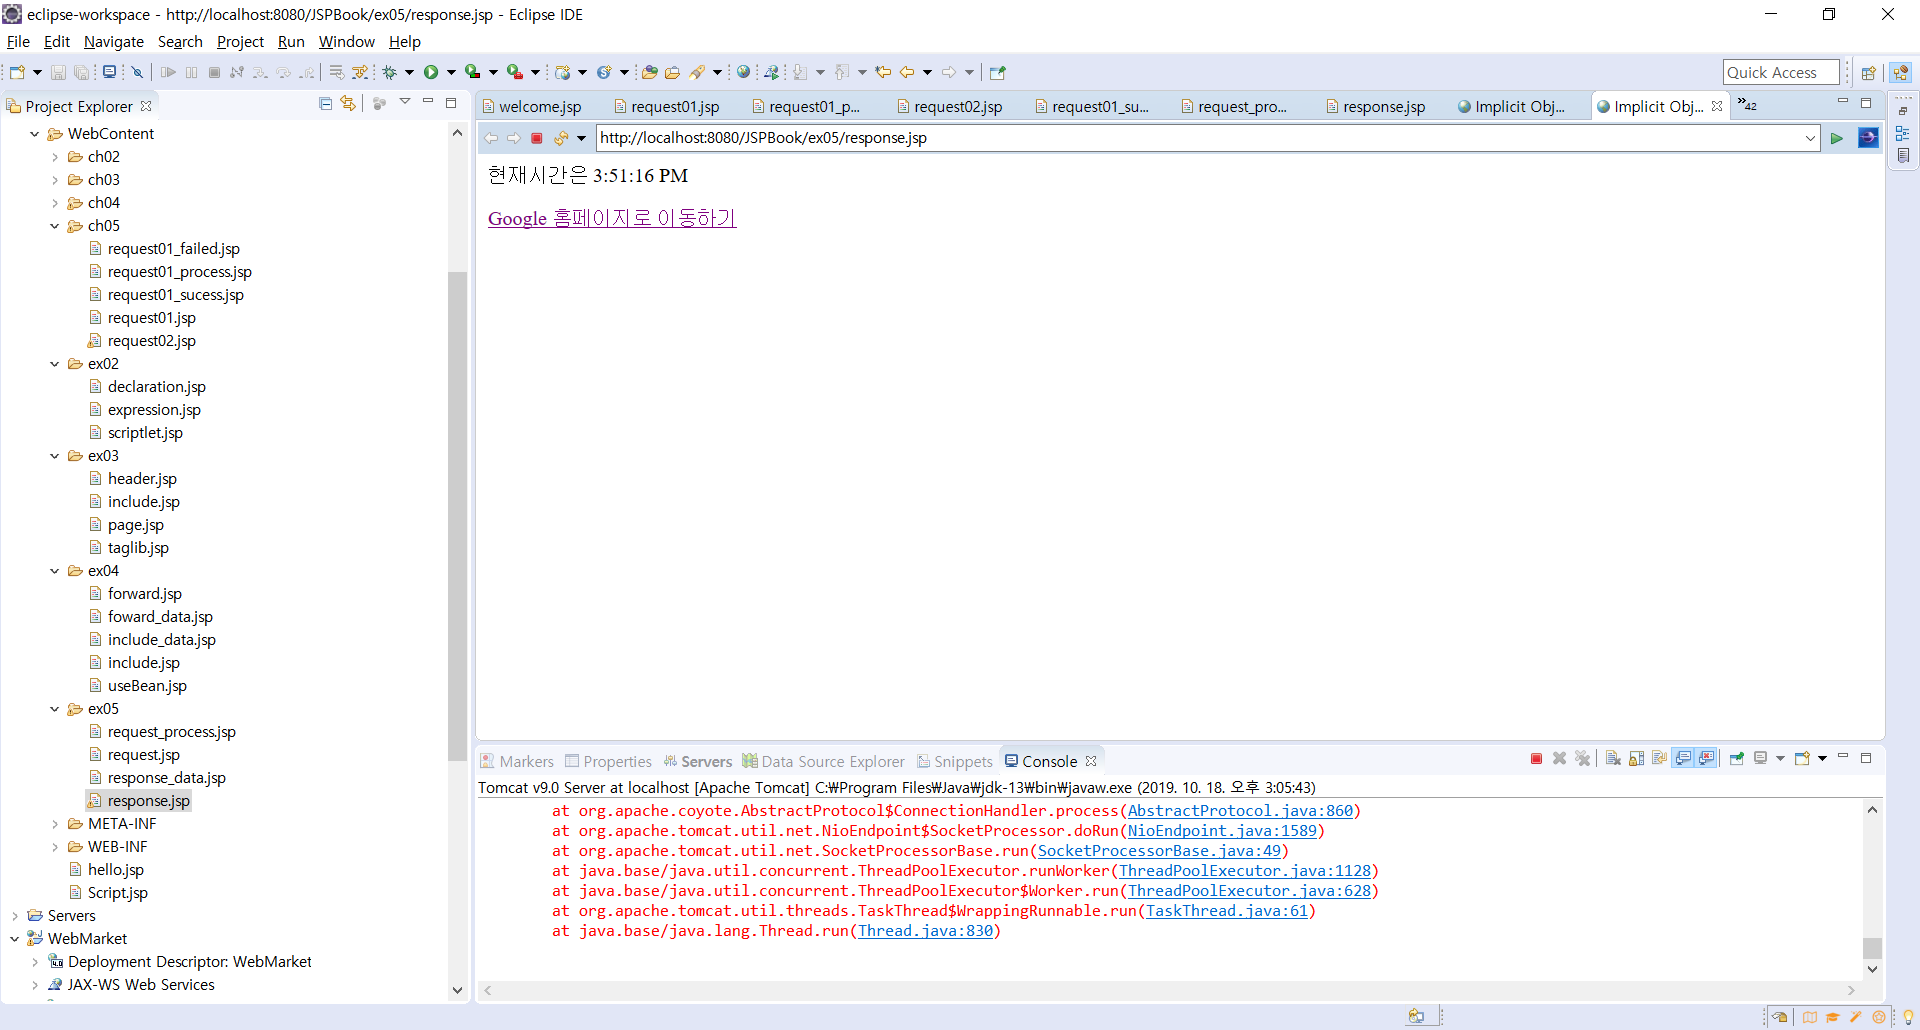 eclipse-workspace - http://localhost:8080/JSPBook/ex05/response.jsp - Eclipse IDE
File Edit Navigate Search Project Run Window Help
Quick Access
Project Explorer
WebContent
ch02
ch03
ch04
ch05
request01_failed.jsp
request01_process.jsp
request01_sucess.jsp
request01.jsp
request02.jsp
ex02
declaration.jsp
expression.jsp
scriptlet.jsp
ex03
header.jsp
include.jsp
page.jsp
taglib.jsp
ex04
forward.jsp
foward_data.jsp
include_data.jsp
include.jsp
useBean.jsp
ex05
request_process.jsp
request.jsp
response_data.jsp
response.jsp
META-INF
WEB-INF
hello.jsp
Script.jsp
Servers
WebMarket
Deployment Descriptor: WebMarket
JAX-WS Web Services
welcome.jsp request01.jsp request01_p... request02.jsp request01_su... request_pro... response.jsp Implicit Obj... Implicit Obj... »42
http://localhost:8080/JSPBook/ex05/response.jsp
현재시간은 3:51:16 PM
Google 홈페이지로 이동하기
Markers Properties Servers Data Source Explorer Snippets Console
Tomcat v9.0 Server at localhost [Apache Tomcat] C:₩Program Files₩Java₩jdk-13₩bin₩javaw.exe (2019. 10. 18. 오후 3:05:43)
at org.apache.coyote.AbstractProtocol$ConnectionHandler.process(AbstractProtocol.java:860)
at org.apache.tomcat.util.net.NioEndpoint$SocketProcessor.doRun(NioEndpoint.java:1589)
at org.apache.tomcat.util.net.SocketProcessorBase.run(SocketProcessorBase.java:49)
at java.base/java.util.concurrent.ThreadPoolExecutor.runWorker(ThreadPoolExecutor.java:1128)
at java.base/java.util.concurrent.ThreadPoolExecutor$Worker.run(ThreadPoolExecutor.java:628)
at org.apache.tomcat.util.threads.TaskThread$WrappingRunnable.run(TaskThread.java:61)
at java.base/java.lang.Thread.run(Thread.java:830)